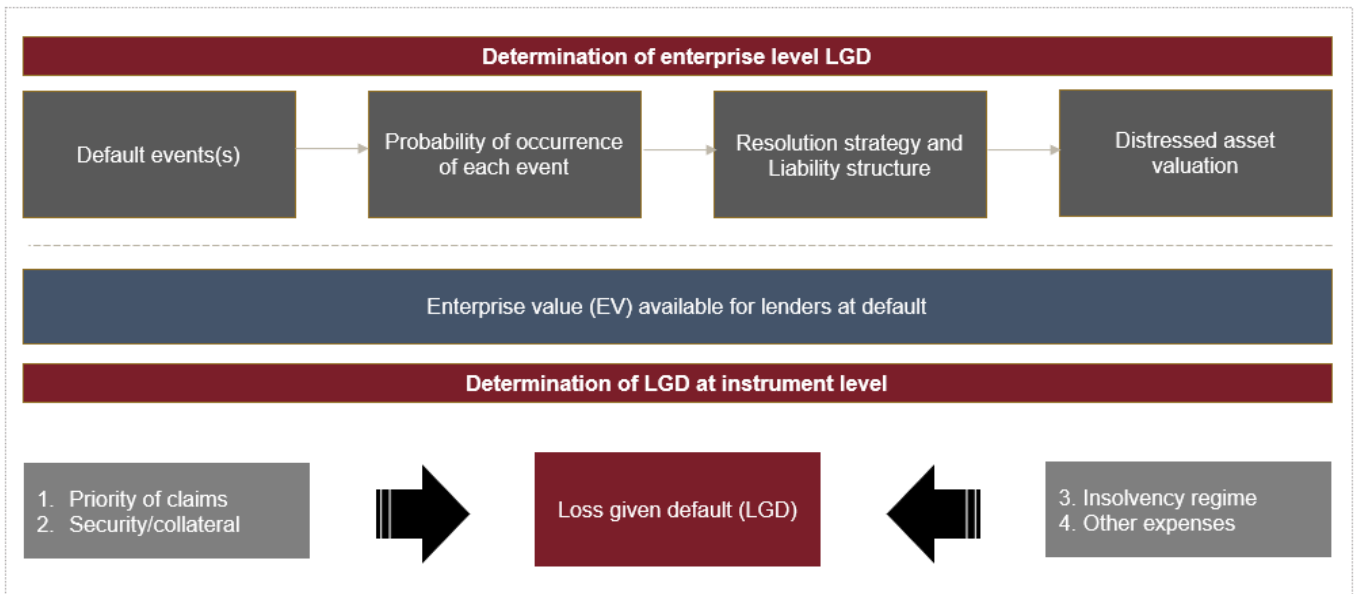 Determination of enterprise level LGD
Default events(s)
Probability of occurrence
of each event
Resolution strategy and
Liability structure
Distressed asset
valuation
Enterprise value (EV) available for lenders at default
Determination of LGD at instrument level
1. Priority of claims
2. Security/collateral
Loss given default (LGD)
3. Insolvency regime
4. Other expenses